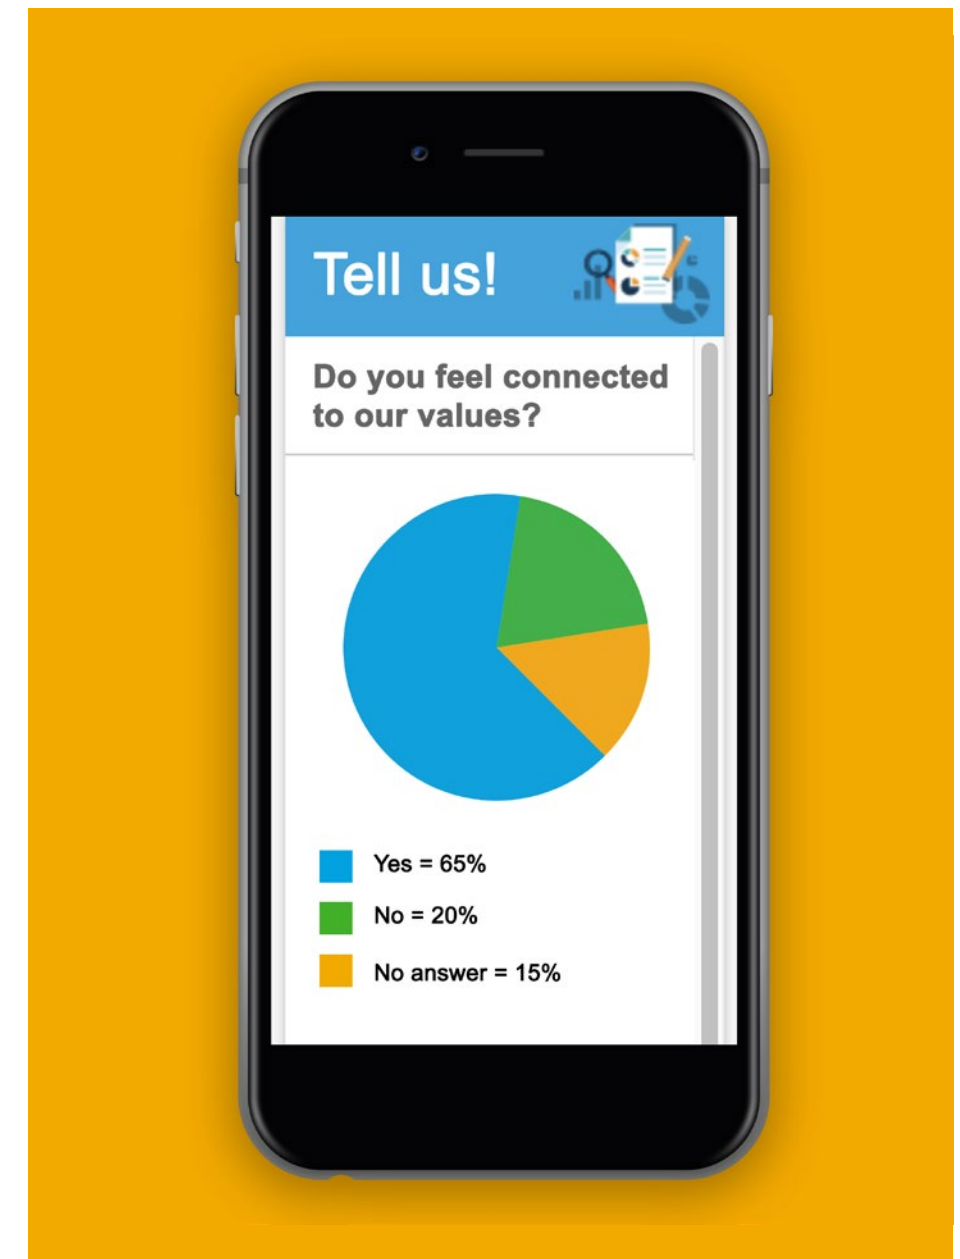 Tell us!
Do you feel connected
to our values?
Yes = 65%
No = 20%
No answer = 15%